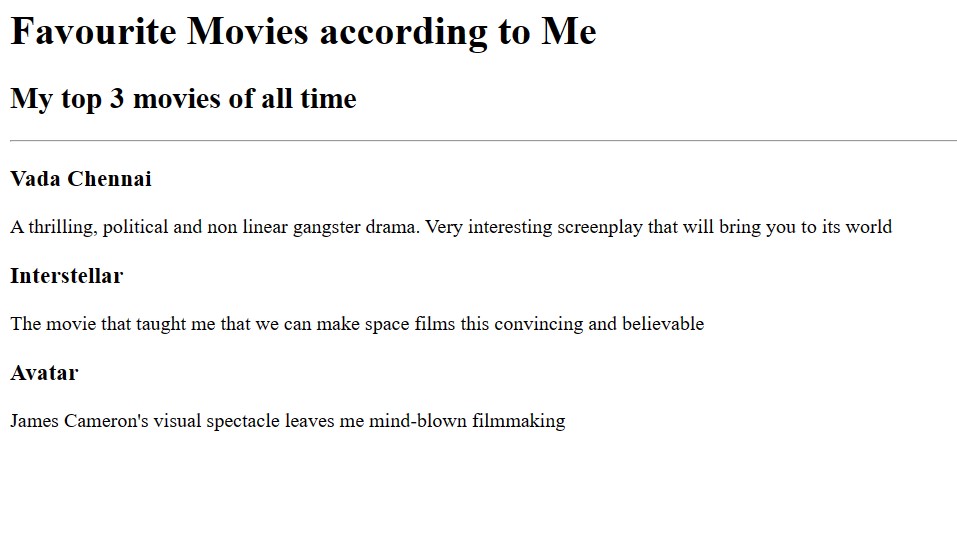 Favourite Movies according to Me
My top 3 movies of all time
Vada Chennai
A thrilling, political and non linear gangster drama. Very interesting screenplay that will bring you to its world
Interstellar
The movie that taught me that we can make space films this convincing and believable
Avatar
James Cameron's visual spectacle leaves me mind-blown filmmaking